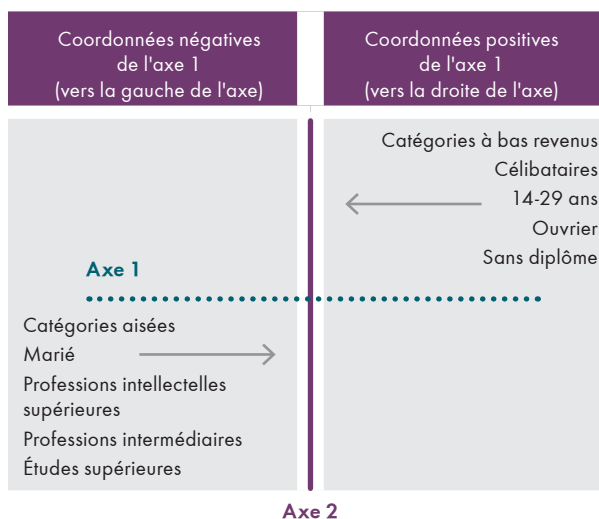 Coordonnées négatives
de l'axe 1
(vers la gauche de l'axe)
Coordonnées positives
de l'axe 1
(vers la droite de l'axe)
Catégories à bas revenus
Célibataires
14-29 ans
Ouvrier
Sans diplôme
Axe 1
Catégories aisées
Marié
Professions intellectelles
supérieures
Professions intermédiaires
Études supérieures
Axe 2